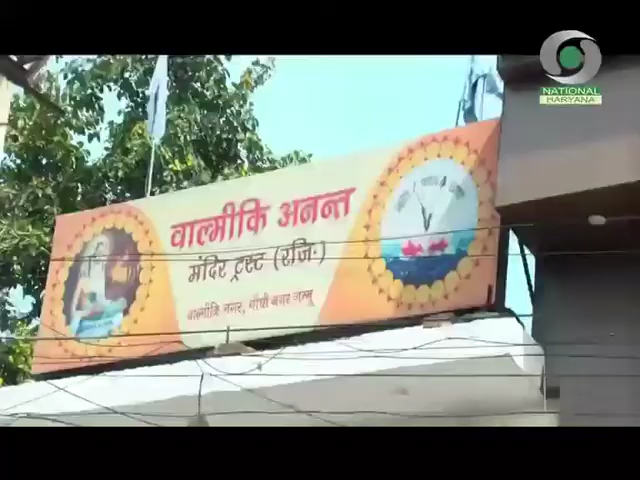 NATIONAL
HARYANA
वाल्मीकि अनन्त
मंदिर ट्रस्ट (रजि॰)
वाल्मीकि नगर, गाँधी नगर जम्मू